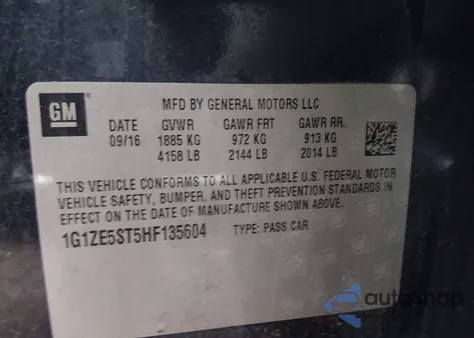 GM
MFD BY GENERAL MOTORS LLC
DATE GVWR GAWR FRT GAWR RR
09/16 1885 KG 972 KG 913 KG
4158 LB 2144 LB 2014 LB
THIS VEHICLE CONFORMS TO ALL APPLICABLE U.S. FEDERAL MOTOR
VEHICLE SAFETY, BUMPER, AND THEFT PREVENTION STANDARDS IN
EFFECT ON THE DATE OF MANUFACTURE SHOWN ABOVE.
1G1ZE5ST5HF135604 TYPE: PASS CAR
autoSnap